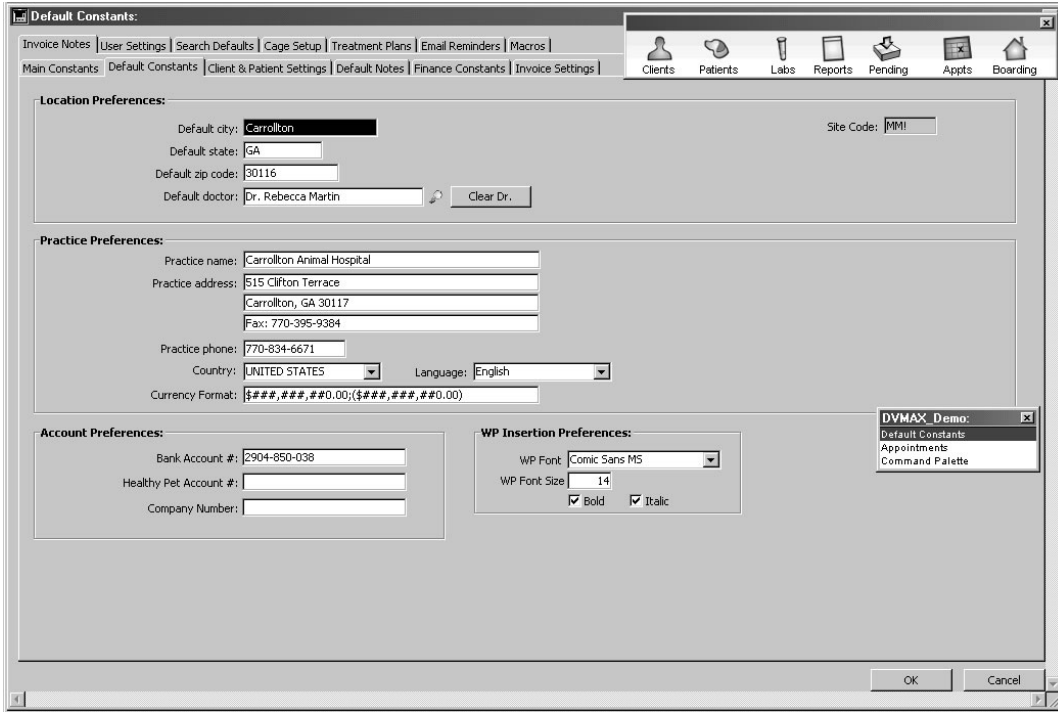 Default Constants:
Invoice Notes User Settings Search Defaults Cage Setup Treatment Plans Email Reminders Macros
Main Constants Default Constants Client & Patient Settings Default Notes Finance Constants Invoice Settings
Clients Patients Labs Reports Pending Appts Boarding
Location Preferences:
Default city: Carrollton
Site Code: MM!
Default state: GA
Default zip code: 30116
Default doctor: Dr. Rebecca Martin Clear Dr.
Practice Preferences:
Practice name: Carrollton Animal Hospital
Practice address: 515 Clifton Terrace
Carrollton, GA 30117
Fax: 770-395-9384
Practice phone: 770-834-6671
Country: UNITED STATES Language: English
Currency Format: $###,###,##0.00;($###,###,##0.00)
DVMAX_Demo:
Default Constants
Appointments
Command Palette
Account Preferences:
Bank Account #: 2904-850-038
Healthy Pet Account #:
Company Number:
WP Insertion Preferences:
WP Font Comic Sans MS
WP Font Size 14
Bold Italic
OK Cancel